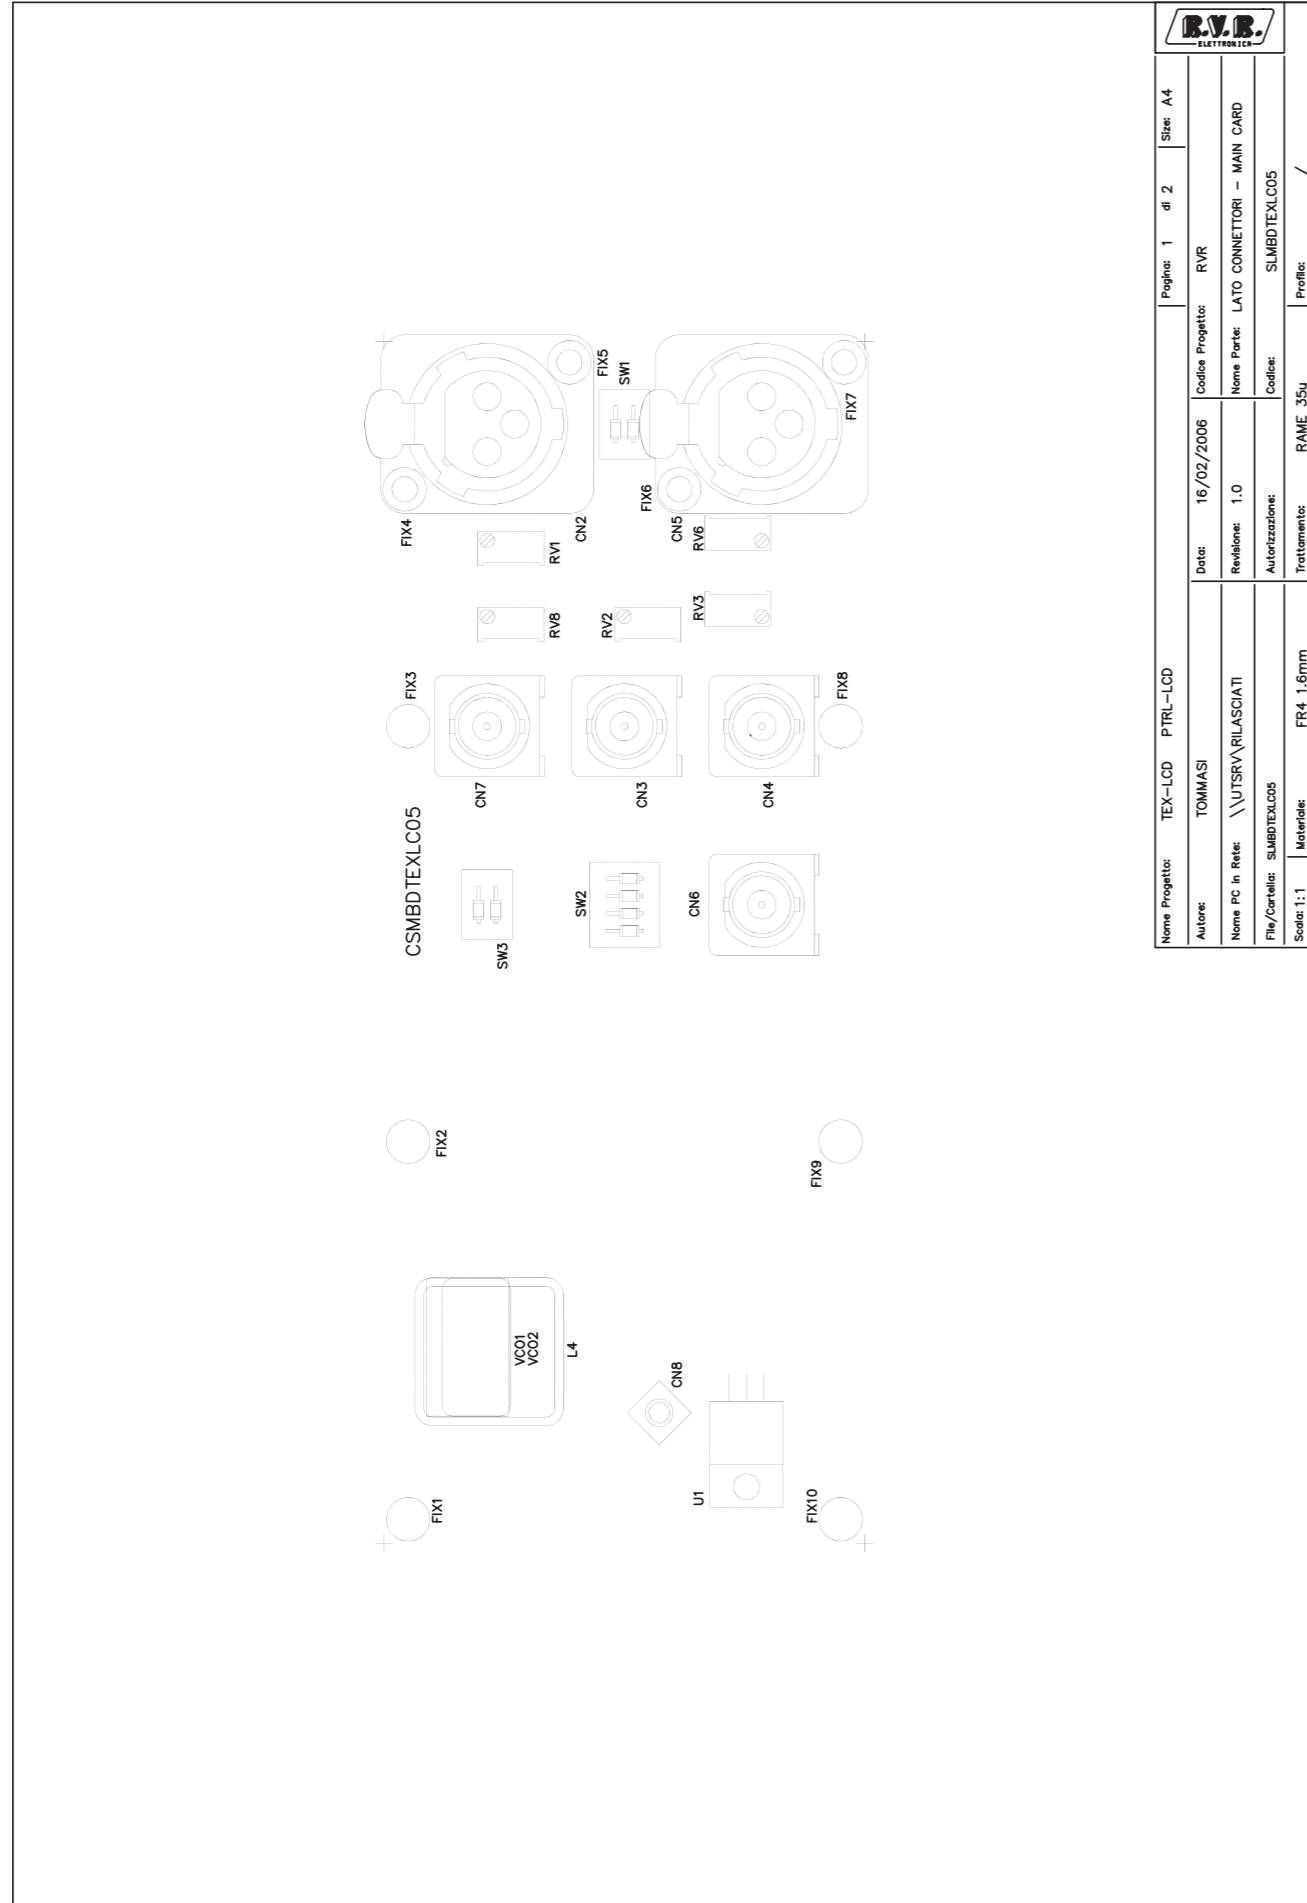 R.V.R.
ELETTRONICA
Nome Progetto: TEX-LCD PTRL-LCD
Pagina: 1 di 2
Size: A4
Autore: TOMMASI
Data: 16/02/2006
Codice Progetto: RVR
Nome PC in Rete: \\UTSRV\RILASCIATI
Revisione: 1.0
Nome Parte: LATO CONNETTORI - MAIN CARD
File/Cartella: SLMBDTEXLC05
Autorizzazione:
Codice: SLMBDTEXLC05
Scala: 1:1
Materiale: FR4 1.6mm
Trattamento: RAME 35u
Profilo: /
FIX4
CN2
FIX5
SW1
FIX6
CN5
FIX7
RV1
RV6
RV8
RV2
RV3
FIX3
CN7
CN3
CN4
FIX8
CSMBDTEXLC05
SW3
SW2
CN6
FIX2
FIX9
VCO1
VCO2
L4
CN8
U1
FIX1
FIX10